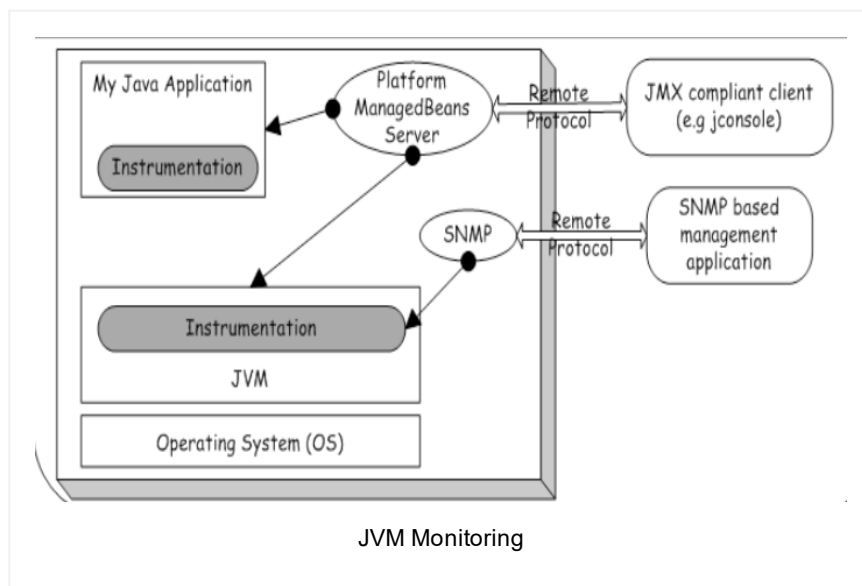 My Java Application
Instrumentation
Platform
ManagedBeans
Server
Remote
Protocol
JMX compliant client
(e.g jconsole)
SNMP
Remote
Protocol
SNMP based
management
application
Instrumentation
JVM
Operating System (OS)
JVM Monitoring